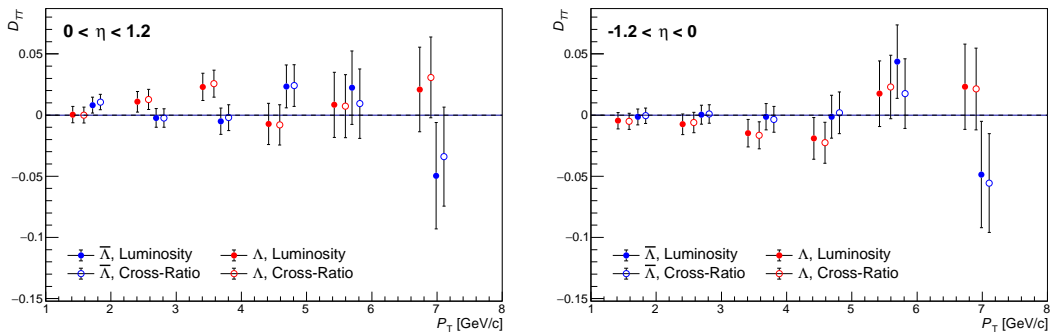 D_TT
0 < η < 1.2
0.05
0
−0.05
−0.1
−0.15
Λ̅, Luminosity
Λ, Luminosity
Λ̅, Cross-Ratio
Λ, Cross-Ratio
1 2 3 4 5 6 7 8
P_T [GeV/c]
D_TT
-1.2 < η < 0
0.05
0
−0.05
−0.1
−0.15
Λ̅, Luminosity
Λ, Luminosity
Λ̅, Cross-Ratio
Λ, Cross-Ratio
1 2 3 4 5 6 7 8
P_T [GeV/c]